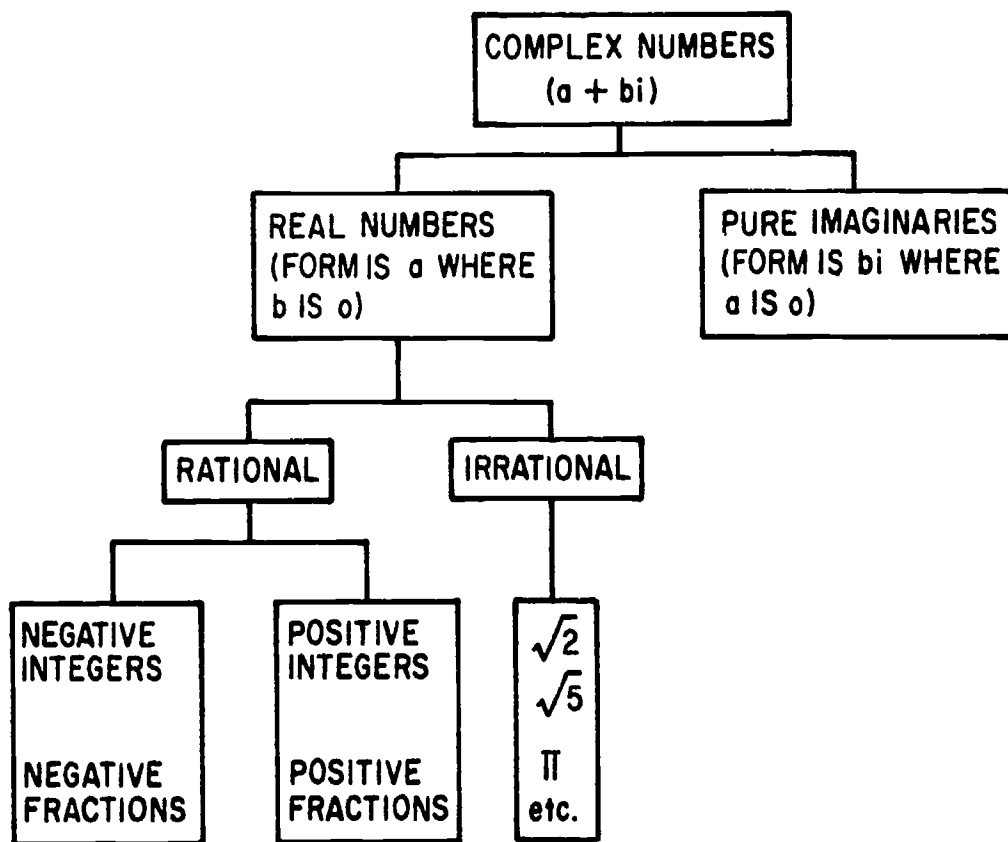 COMPLEX NUMBERS
(a + bi)
REAL NUMBERS
(FORM IS a WHERE
b IS o)
PURE IMAGINARIES
(FORM IS bi WHERE
a IS o)
RATIONAL
IRRATIONAL
NEGATIVE
INTEGERS
NEGATIVE
FRACTIONS
POSITIVE
INTEGERS
POSITIVE
FRACTIONS
√2
√5
π
etc.